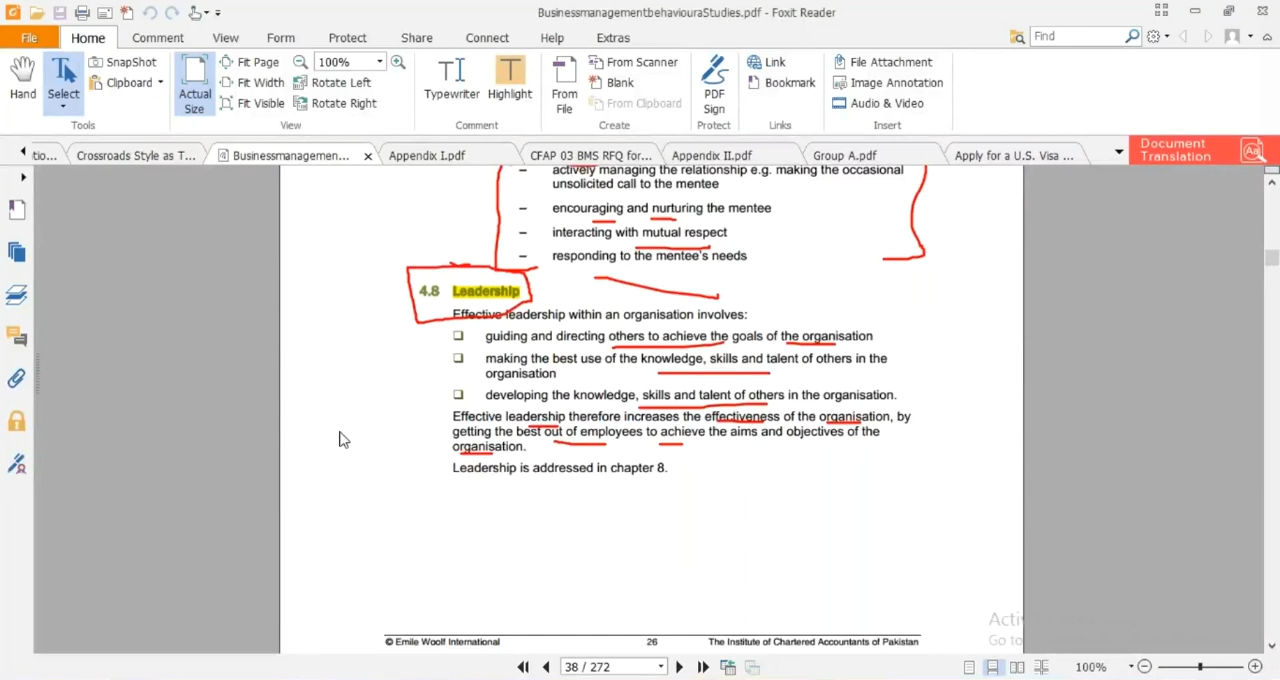 BusinessmanagmentbehaviouraStudies.pdf - Foxit Reader
File Home Comment View Form Protect Share Connect Help Extras
Find
Hand
Select
SnapShot
Clipboard
Tools
Actual Size
Fit Page
Fit Width
Fit Visible
100%
Rotate Left
Rotate Right
View
Typewriter
Highlight
Comment
From File
From Scanner
Blank
From Clipboard
Create
PDF Sign
Protect
Link
Bookmark
Links
File Attachment
Image Annotation
Audio & Video
Insert
tio... Crossroads Style as T... Businessmanagemen... Appendix I.pdf CFAP 03 BMS RFQ for... Appendix II.pdf Group A.pdf Apply for a U.S. Visa ...
Document Translation
– actively managing the relationship e.g. making the occasional
unsolicited call to the mentee
– encouraging and nurturing the mentee
– interacting with mutual respect
– responding to the mentee's needs
4.8 Leadership
Effective leadership within an organisation involves:
❑ guiding and directing others to achieve the goals of the organisation
❑ making the best use of the knowledge, skills and talent of others in the
organisation
❑ developing the knowledge, skills and talent of others in the organisation.
Effective leadership therefore increases the effectiveness of the organisation, by
getting the best out of employees to achieve the aims and objectives of the
organisation.
Leadership is addressed in chapter 8.
Go to
© Emile Woolf International 26 The Institute of Chartered Accountants of Pakistan
38 / 272
100%